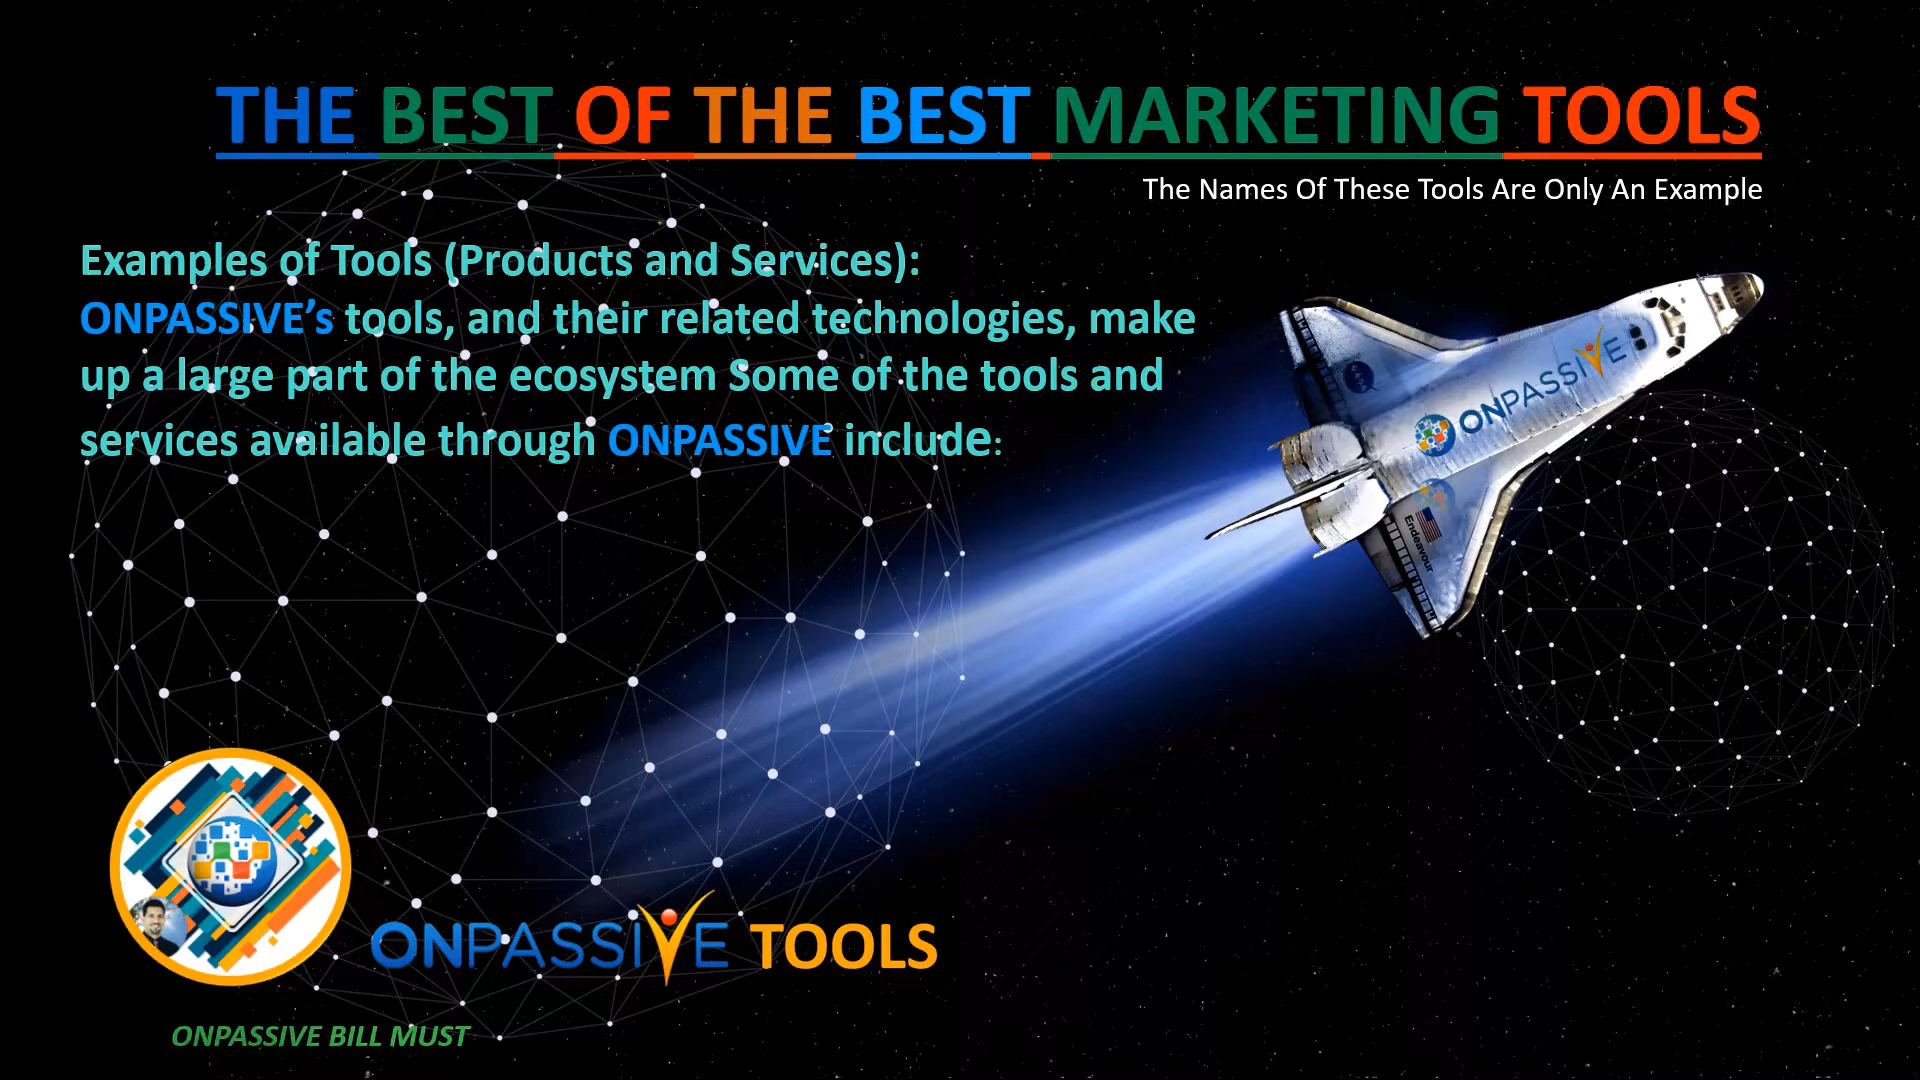 THE BEST OF THE BEST MARKETING TOOLS
The Names Of These Tools Are Only An Example
Examples of Tools (Products and Services):
ONPASSIVE’s tools, and their related technologies, make
up a large part of the ecosystem Some of the tools and
services available through ONPASSIVE include:
ONPASSIVE
Endeavour
ONPASSIVE TOOLS
ONPASSIVE BILL MUST